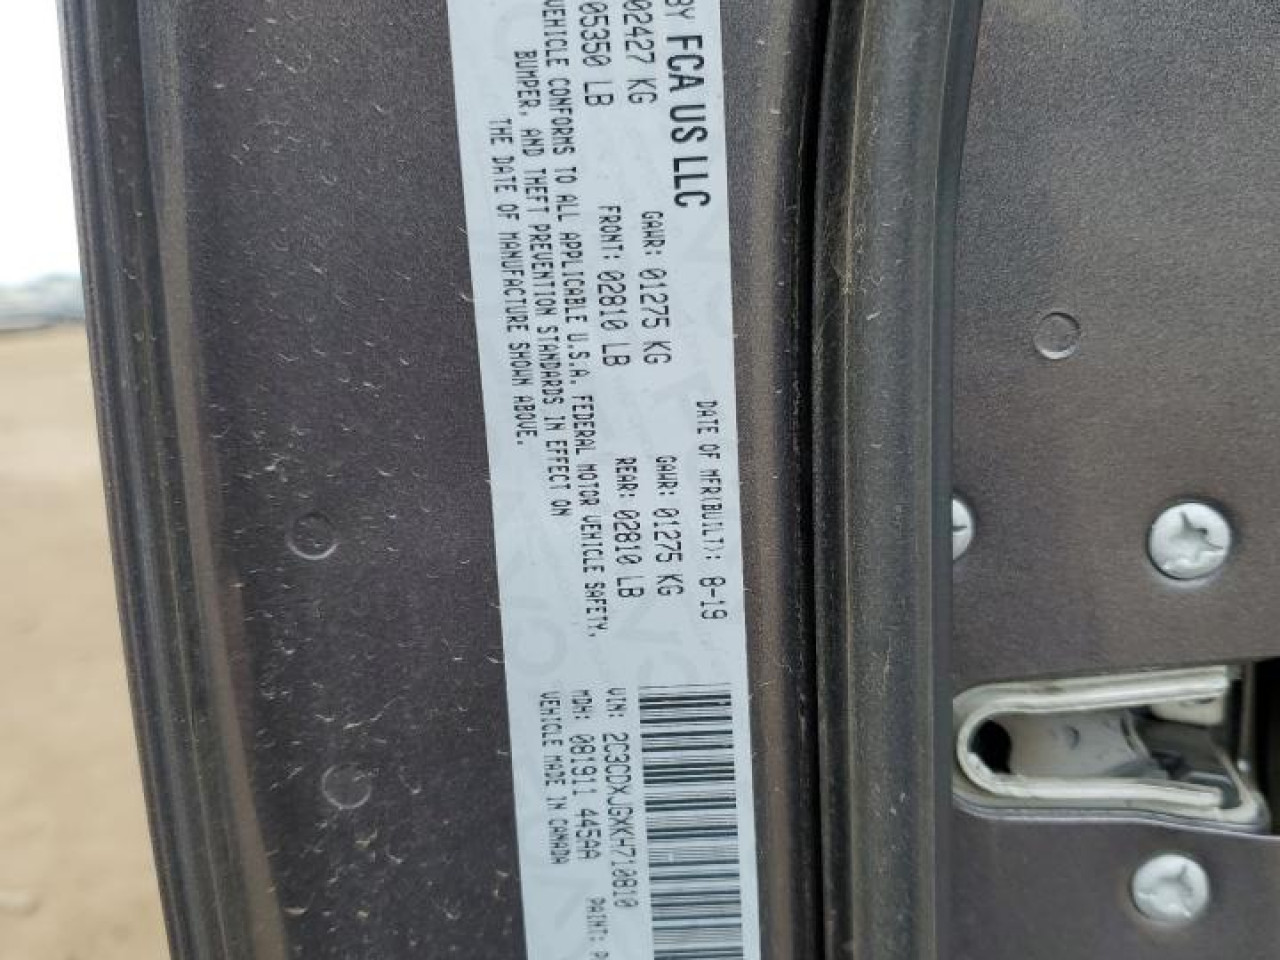 BY FCA US LLC
DATE OF MFR(BUILT): 8-19
02427 KG GAWR: 01275 KG GAWR: 01275 KG
05350 LB FRONT: 02810 LB REAR: 02810 LB
VEHICLE CONFORMS TO ALL APPLICABLE U.S.A. FEDERAL MOTOR VEHICLE SAFETY,
BUMPER, AND THEFT PREVENTION STANDARDS IN EFFECT ON
THE DATE OF MANUFACTURE SHOWN ABOVE.
VIN: 2C3CDXJGXKH710810
MDH: 081911 445AA PAINT: P
VEHICLE MADE IN CANADA